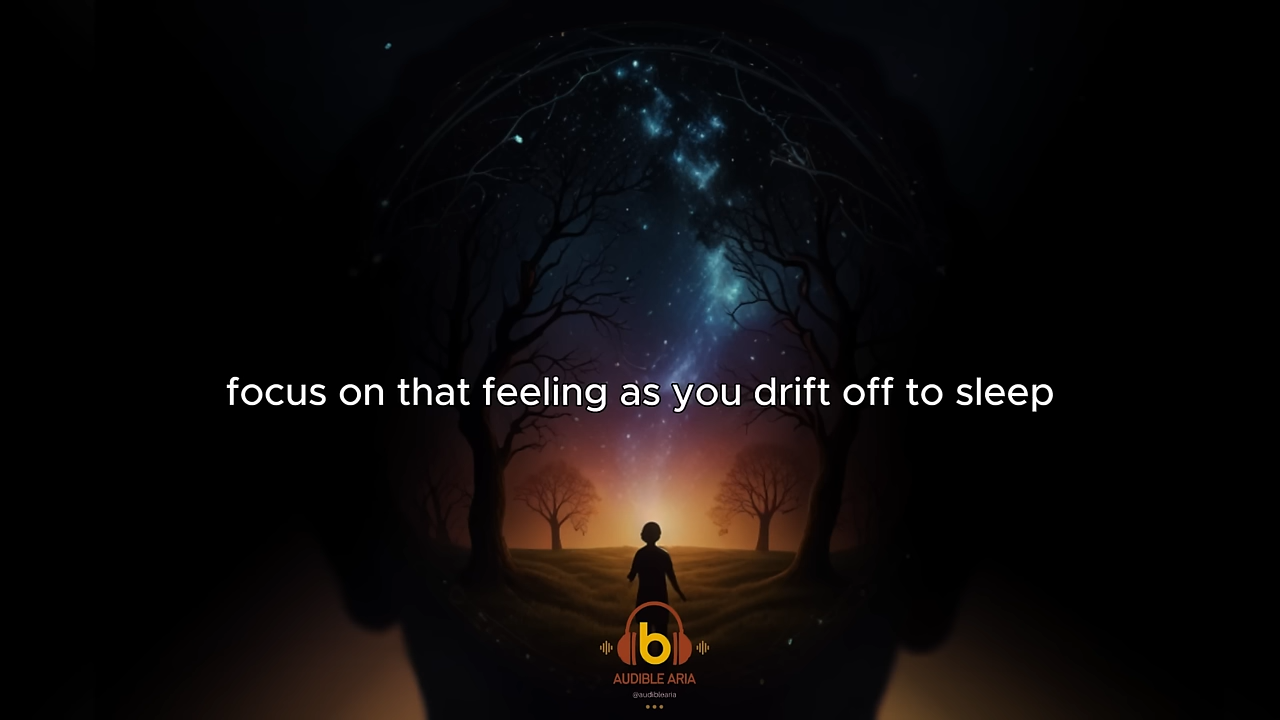 focus on that feeling as you drift off to sleep
b
AUDIBLE ARIA
@audiblearia